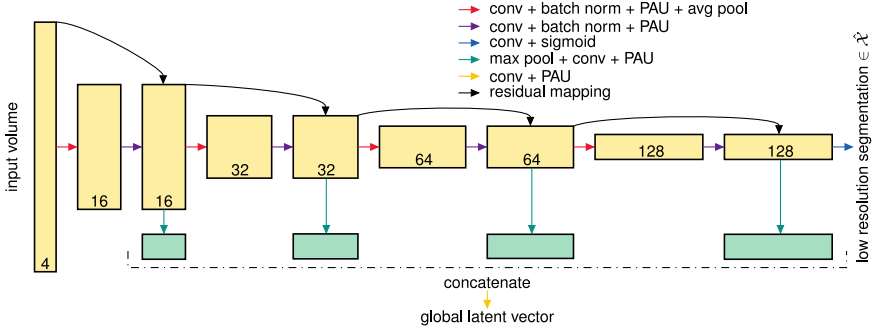 conv + batch norm + PAU + avg pool
conv + batch norm + PAU
conv + sigmoid
max pool + conv + PAU
conv + PAU
residual mapping
input volume
4
16
16
32
32
64
64
128
128
low resolution segmentation ∈ 𝒳̂
concatenate
global latent vector